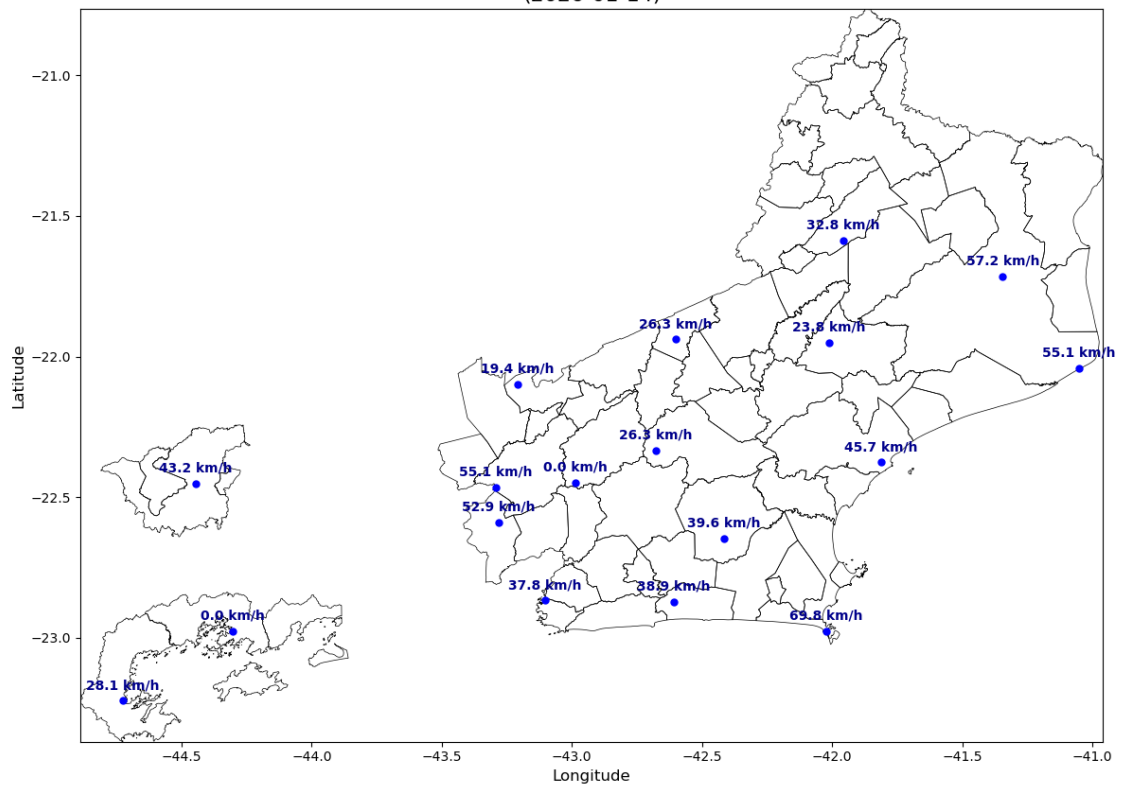 −21.0
−21.5
32.8 km/h
57.2 km/h
−22.0
26.3 km/h
23.8 km/h
55.1 km/h
19.4 km/h
Latitude
26.3 km/h
45.7 km/h
−22.5
43.2 km/h
55.1 km/h
0.0 km/h
52.9 km/h
39.6 km/h
37.8 km/h
38.9 km/h
−23.0
0.0 km/h
69.8 km/h
28.1 km/h
−44.5
−44.0
−43.5
−43.0
−42.5
−42.0
−41.5
−41.0
Longitude